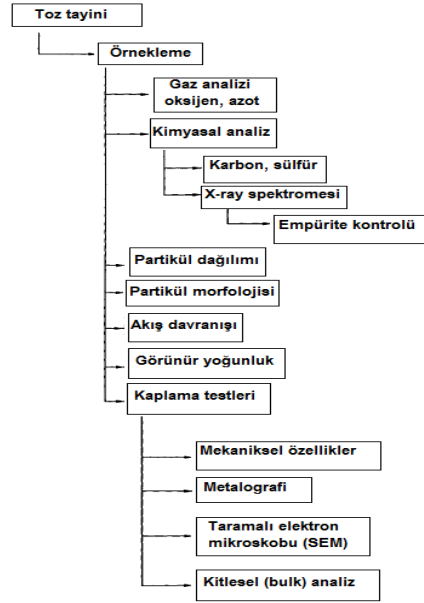 Toz tayini
Örnekleme
Gaz analizi
oksijen, azot
Kimyasal analiz
Karbon, sülfür
X-ray spektromesi
Empürite kontrolü
Partikül dağılımı
Partikül morfolojisi
Akış davranışı
Görünür yoğunluk
Kaplama testleri
Mekaniksel özellikler
Metalografi
Taramalı elektron
mikroskobu (SEM)
Kitlesel (bulk) analiz